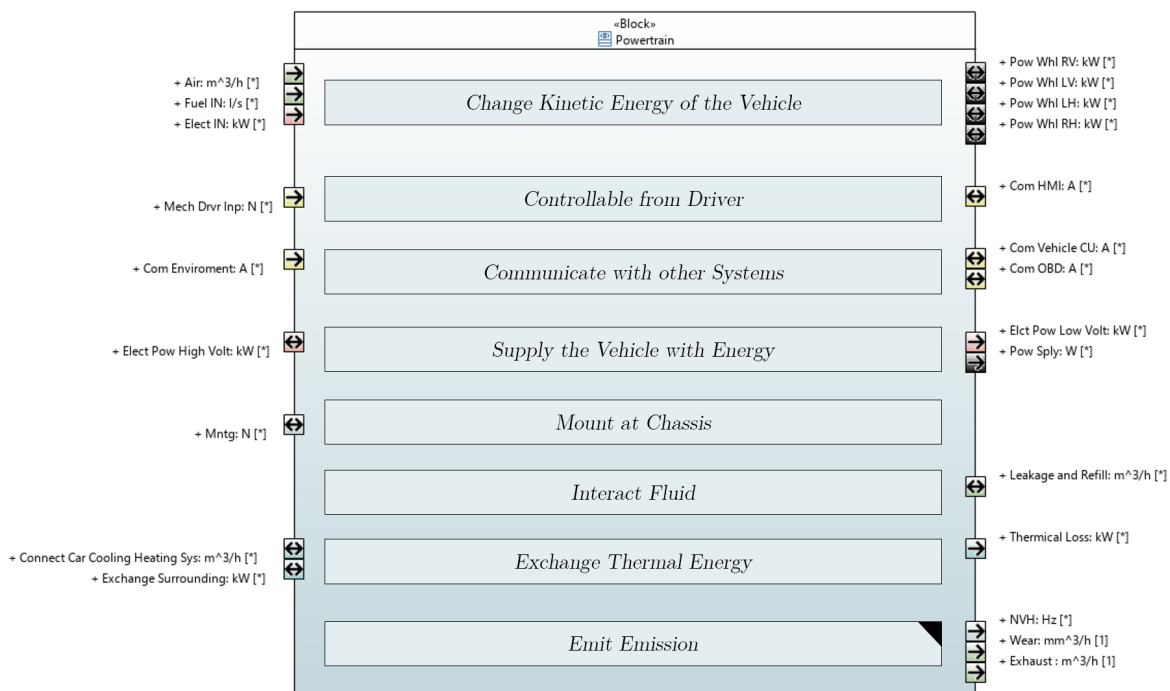 «Block»
Powertrain
+ Air: m^3/h [*]
+ Fuel IN: l/s [*]
+ Elect IN: kW [*]
Change Kinetic Energy of the Vehicle
+ Pow Whl RV: kW [*]
+ Pow Whl LV: kW [*]
+ Pow Whl LH: kW [*]
+ Pow Whl RH: kW [*]
+ Mech Drvr Inp: N [*]
Controllable from Driver
+ Com HMI: A [*]
+ Com Enviroment: A [*]
Communicate with other Systems
+ Com Vehicle CU: A [*]
+ Com OBD: A [*]
+ Elect Pow High Volt: kW [*]
Supply the Vehicle with Energy
+ Elct Pow Low Volt: kW [*]
+ Pow Sply: W [*]
+ Mntg: N [*]
Mount at Chassis
Interact Fluid
+ Leakage and Refill: m^3/h [*]
+ Connect Car Cooling Heating Sys: m^3/h [*]
+ Exchange Surrounding: kW [*]
Exchange Thermal Energy
+ Thermical Loss: kW [*]
Emit Emission
+ NVH: Hz [*]
+ Wear: mm^3/h [1]
+ Exhaust : m^3/h [1]